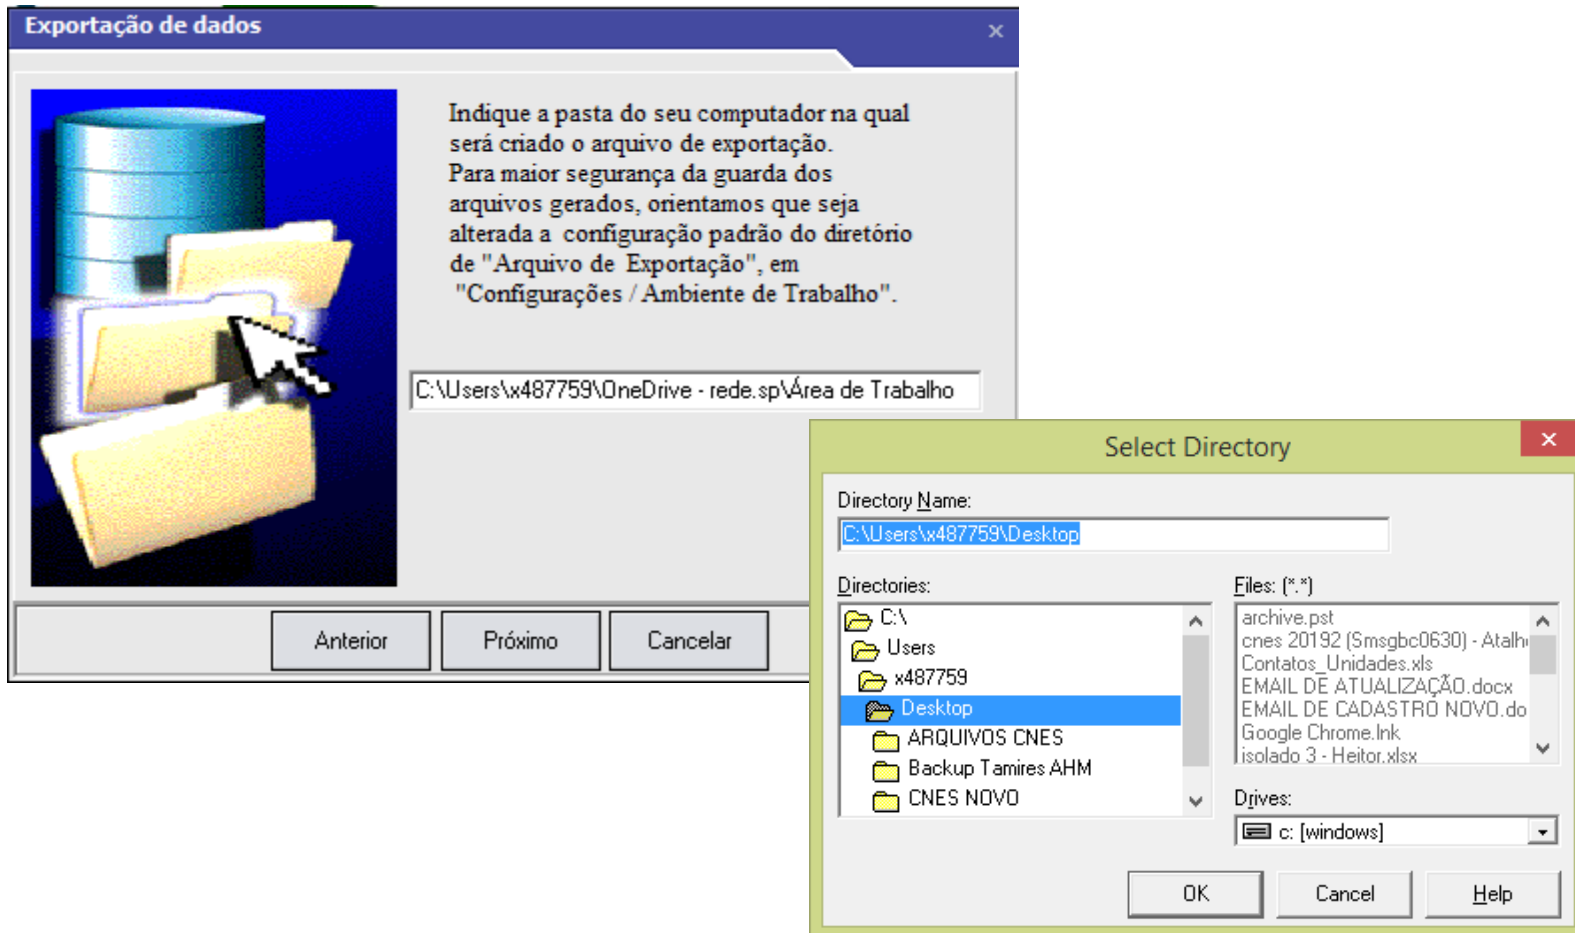 Exportação de dados
Indique a pasta do seu computador na qual
será criado o arquivo de exportação.
Para maior segurança da guarda dos
arquivos gerados, orientamos que seja
alterada a configuração padrão do diretório
de "Arquivo de Exportação", em
"Configurações / Ambiente de Trabalho".
C:\Users\x487759\OneDrive - rede.sp\Área de Trabalho
Anterior
Próximo
Cancelar
Select Directory
Directory Name:
C:\Users\x487759\Desktop
Directories:
C:\
Users
x487759
Desktop
ARQUIVOS CNES
Backup Tamires AHM
CNES NOVO
Files: (*.*)
archive.pst
cnes 20192 (Smsgbc0630) - Atalh
Contatos_Unidades.xls
EMAIL DE ATUALIZAÇÃO.docx
EMAIL DE CADASTRO NOVO.do
Google Chrome.lnk
isolado 3 - Heitor.xlsx
Drives:
c: [windows]
OK
Cancel
Help